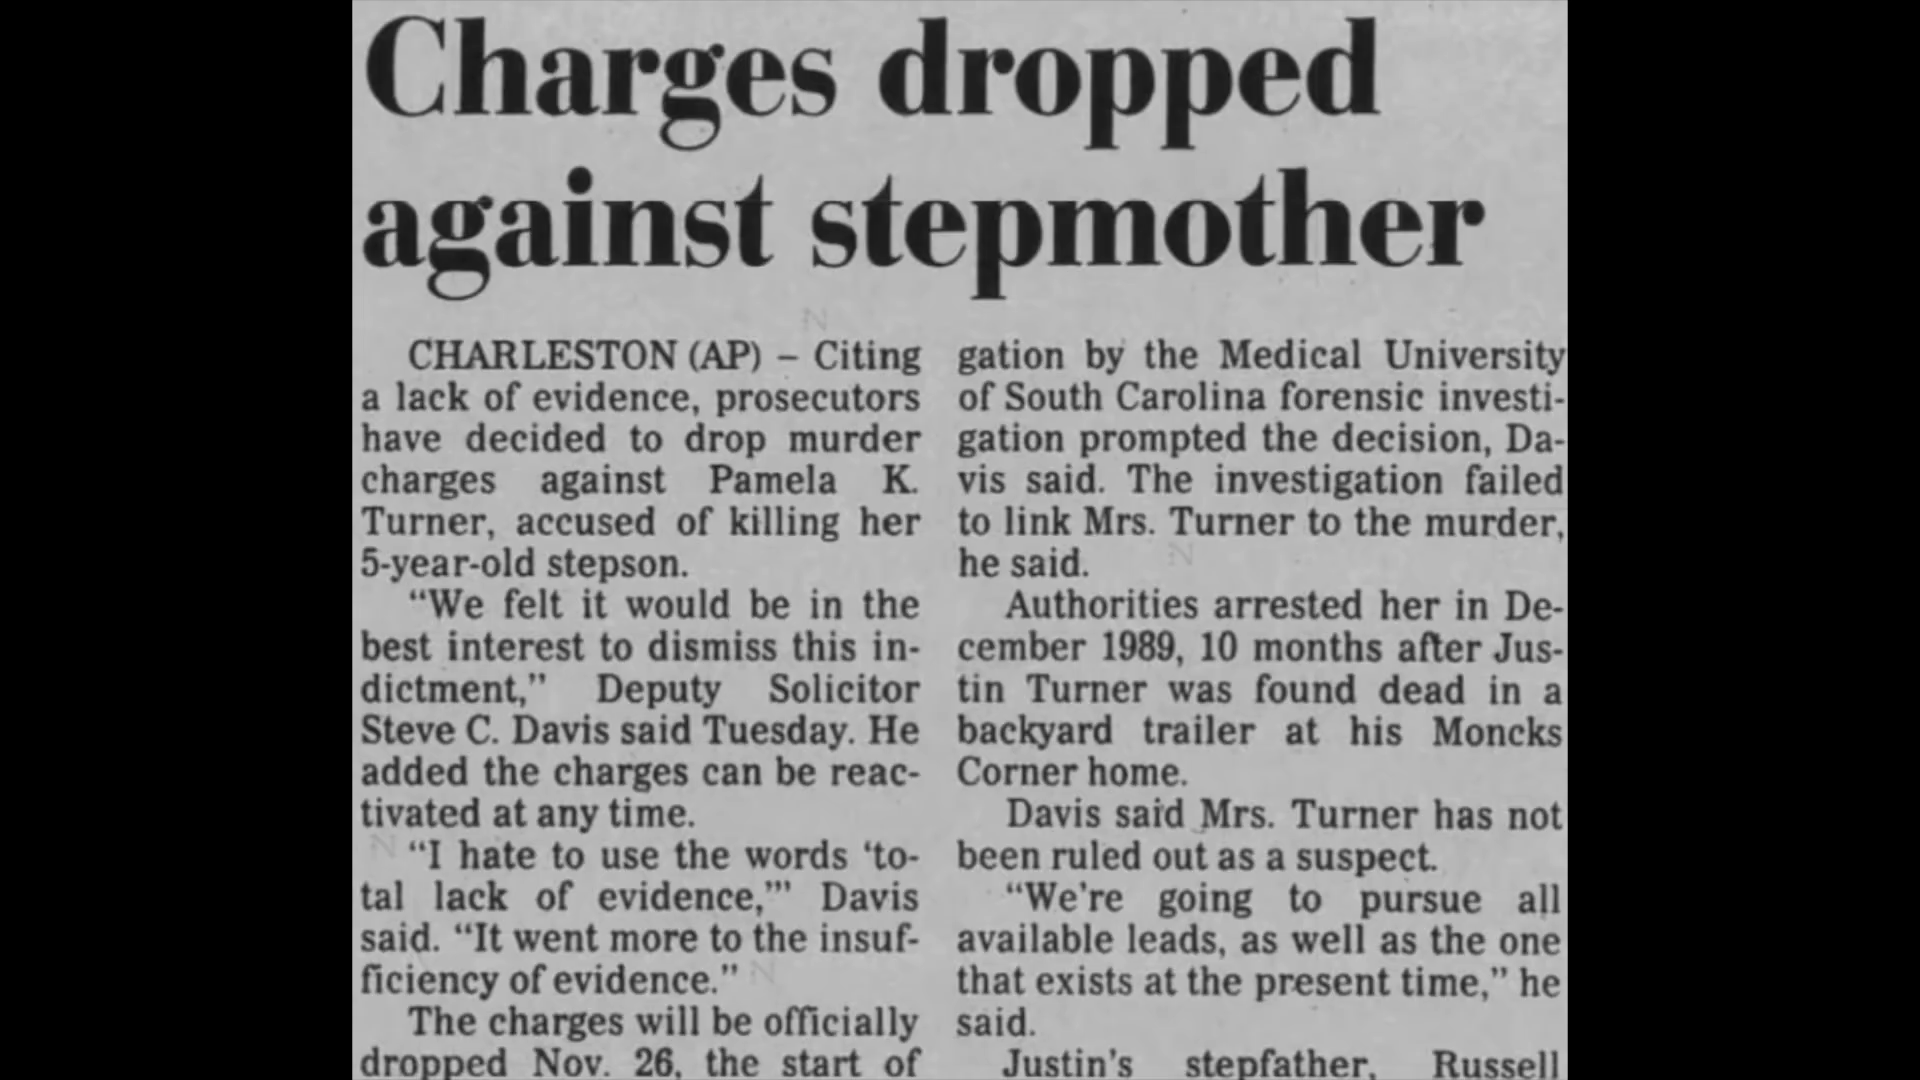 Charges dropped
against stepmother
CHARLESTON (AP) – Citing
a lack of evidence, prosecutors
have decided to drop murder
charges against Pamela K.
Turner, accused of killing her
5-year-old stepson.
“We felt it would be in the
best interest to dismiss this in-
dictment,” Deputy Solicitor
Steve C. Davis said Tuesday. He
added the charges can be reac-
tivated at any time.
“I hate to use the words ‘to-
tal lack of evidence,’” Davis
said. “It went more to the insuf-
ficiency of evidence.”
The charges will be officially
dropped Nov. 26, the start of
gation by the Medical University
of South Carolina forensic investi-
gation prompted the decision, Da-
vis said. The investigation failed
to link Mrs. Turner to the murder,
he said.
Authorities arrested her in De-
cember 1989, 10 months after Jus-
tin Turner was found dead in a
backyard trailer at his Moncks
Corner home.
Davis said Mrs. Turner has not
been ruled out as a suspect.
“We're going to pursue all
available leads, as well as the one
that exists at the present time,” he
said.
Justin's stepfather, Russell